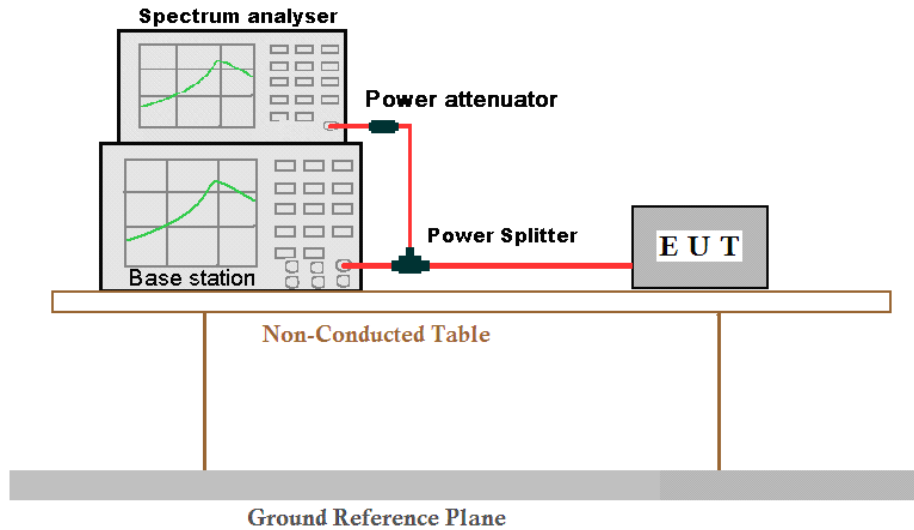 Spectrum analyser
Power attenuator
Power Splitter
E U T
Base station
Non-Conducted Table
Ground Reference Plane